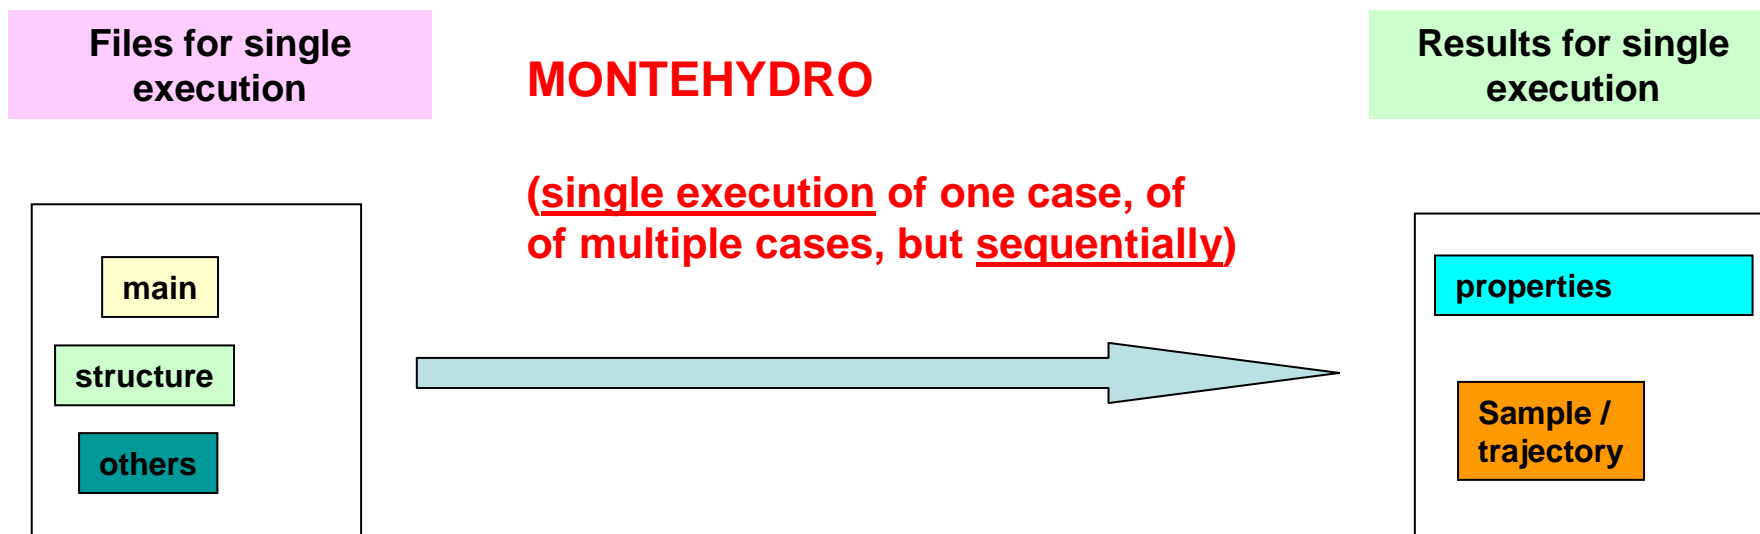 Files for single
execution
MONTEHYDRO
(single execution of one case, of
of multiple cases, but sequentially)
Results for single
execution
main
structure
others
properties
Sample /
trajectory